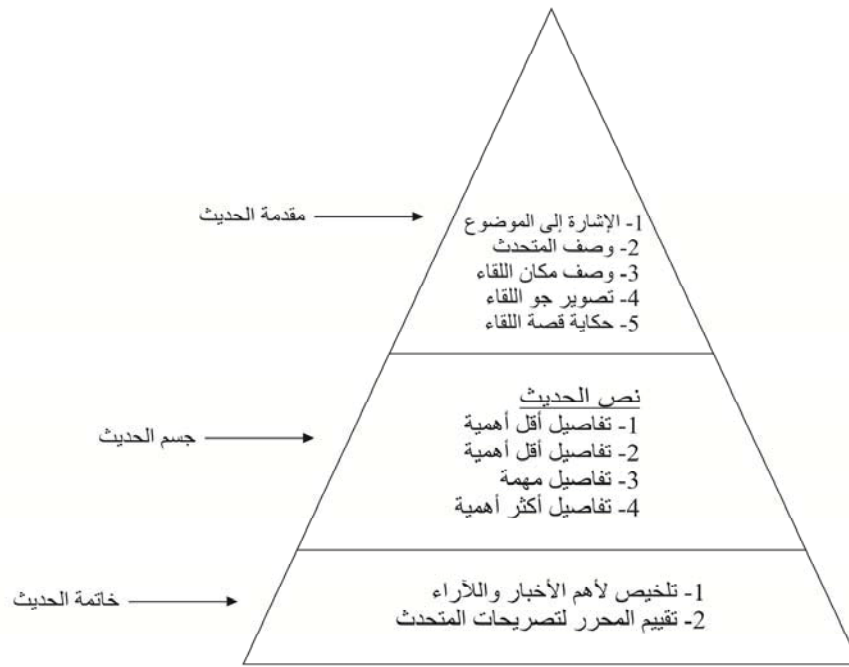 مقدمة الحديث
1- الإشارة إلى الموضوع
2- وصف المتحدث
3- وصف مكان اللقاء
4- تصوير جو اللقاء
5- حكاية قصة اللقاء
جسم الحديث
نص الحديث
1- تفاصيل أقل أهمية
2- تفاصيل أقل أهمية
3- تفاصيل مهمة
4- تفاصيل أكثر أهمية
خاتمة الحديث
1- تلخيص لأهم الأخبار واللآراء
2- تقييم المحرر لتصريحات المتحدث